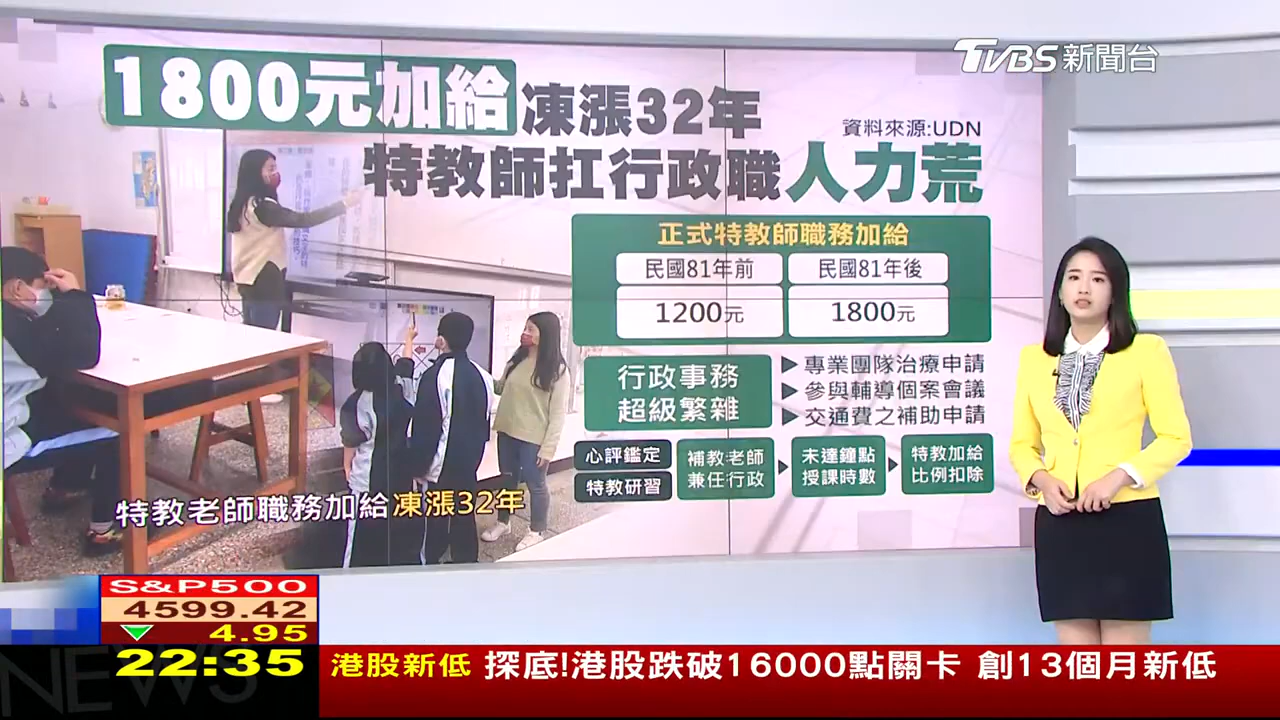 TVBS新聞台
1800元加給凍漲32年
資料來源:UDN
特教師扛行政職人力荒
正式特教師職務加給
民國81年前 民國81年後
1200元 1800元
行政事務
超級繁雜
▶專業團隊治療申請
▶參與輔導個案會議
▶交通費之補助申請
心評鑑定
特教研習
補教老師
兼任行政
未達鐘點
授課時數
特教加給
比例扣除
特教老師職務加給凍漲32年
S&P500
4599.42
4.95
NEWS
22:35
港股新低 探底!港股跌破16000點關卡 創13個月新低